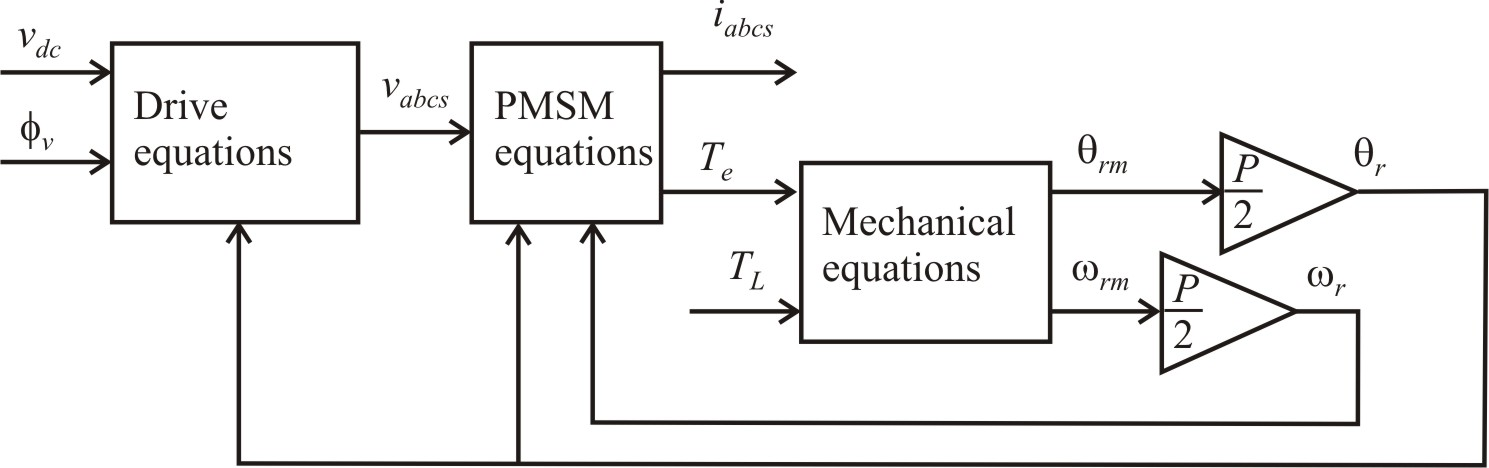 v_dc
ϕ_v
Drive
equations
v_abcs
PMSM
equations
i_abcs
T_e
T_L
Mechanical
equations
θ_rm
ω_rm
P
2
P
2
θ_r
ω_r